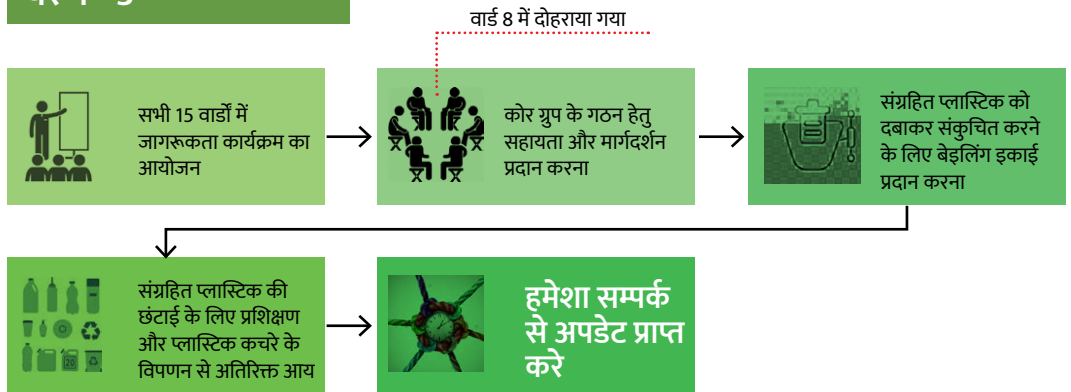 वार्ड 8 में दोहराया गया
सभी 15 वार्डों में
जागरूकता कार्यक्रम का
आयोजन
कोर ग्रुप के गठन हेतु
सहायता और मार्गदर्शन
प्रदान करना
संग्रहित प्लास्टिक को
दबाकर संकुचित करने
के लिए बेइलिंग इकाई
प्रदान करना
संग्रहित प्लास्टिक की
छंटाई के लिए प्रशिक्षण
और प्लास्टिक कचरे के
विपणन से अतिरिक्त आय
हमेशा सम्पर्क
से अपडेट प्राप्त
करे